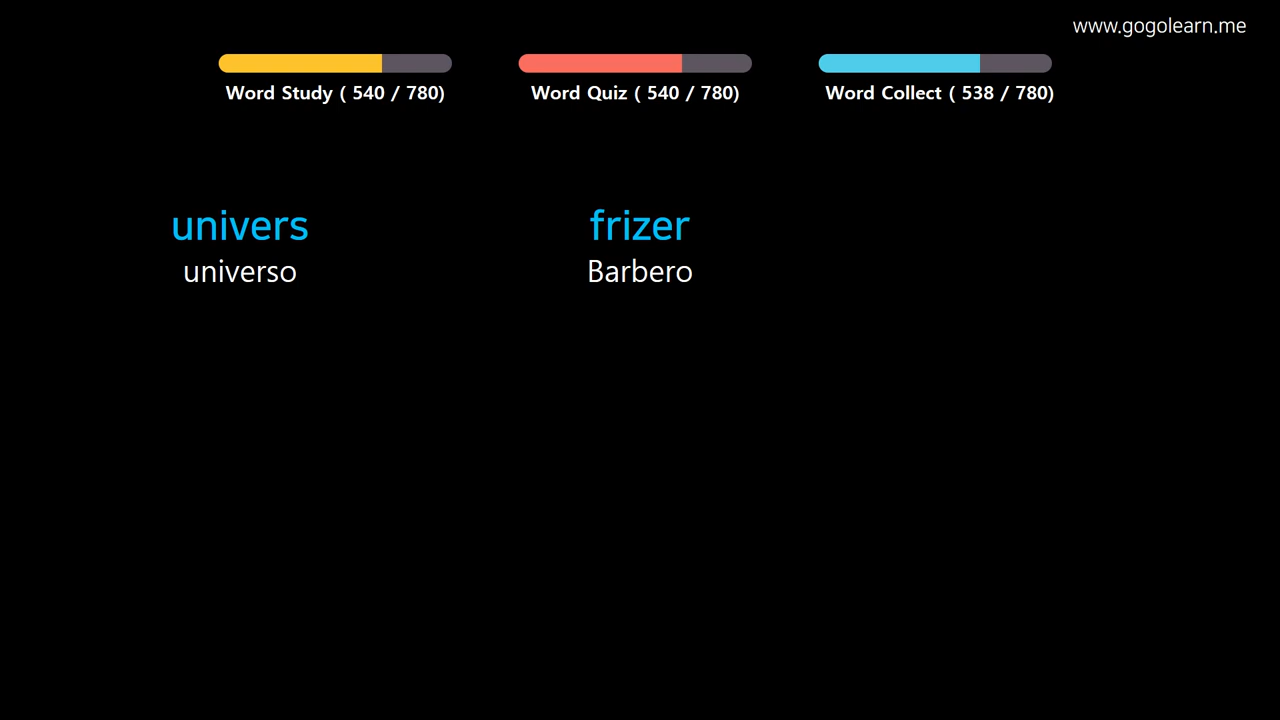 www.gogolearn.me
Word Study ( 540 / 780)
Word Quiz ( 540 / 780)
Word Collect ( 538 / 780)
univers
universo
frizer
Barbero